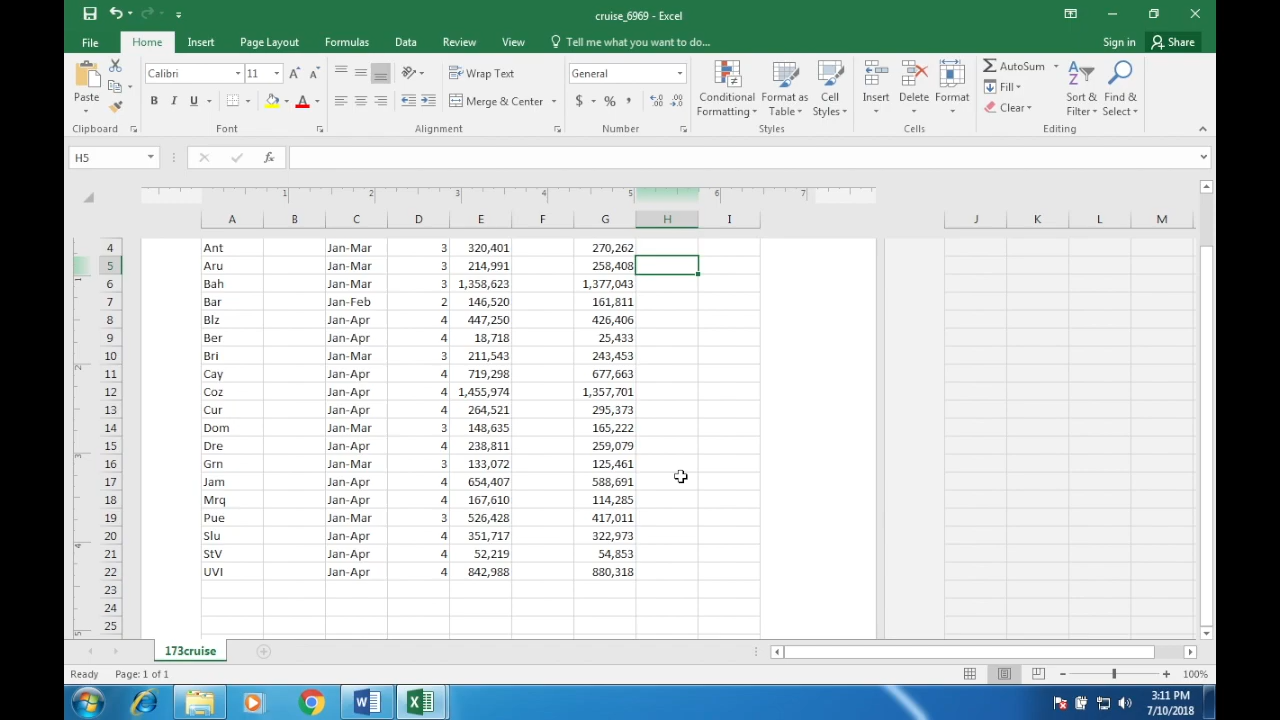 cruise_6969 - Excel
File Home Insert Page Layout Formulas Data Review View Tell me what you want to do... Sign in Share
Paste Calibri 11 A A Wrap Text General Conditional Formatting Format as Table Cell Styles Insert Delete Format AutoSum Sort & Filter Find & Select
B I U A Merge & Center $ % , Fill
Clear
Clipboard Font Alignment Number Styles Cells Editing
H5 fx
1 2 3 4 5 6 7
A B C D E F G H I J K L M
4 Ant Jan-Mar 3 320,401 270,262
5 Aru Jan-Mar 3 214,991 258,408
6 Bah Jan-Mar 3 1,358,623 1,377,043
7 Bar Jan-Feb 2 146,520 161,811
8 Blz Jan-Apr 4 447,250 426,406
9 Ber Jan-Apr 4 18,718 25,433
10 Bri Jan-Mar 3 211,543 243,453
11 Cay Jan-Apr 4 719,298 677,663
12 Coz Jan-Apr 4 1,455,974 1,357,701
13 Cur Jan-Apr 4 264,521 295,373
14 Dom Jan-Mar 3 148,635 165,222
15 Dre Jan-Apr 4 238,811 259,079
16 Grn Jan-Mar 3 133,072 125,461
17 Jam Jan-Apr 4 654,407 588,691
18 Mrq Jan-Apr 4 167,610 114,285
19 Pue Jan-Mar 3 526,428 417,011
20 Slu Jan-Apr 4 351,717 322,973
21 StV Jan-Apr 4 52,219 54,853
22 UVI Jan-Apr 4 842,988 880,318
23
24
25
173cruise
Ready Page: 1 of 1 100%
3:11 PM
7/10/2018